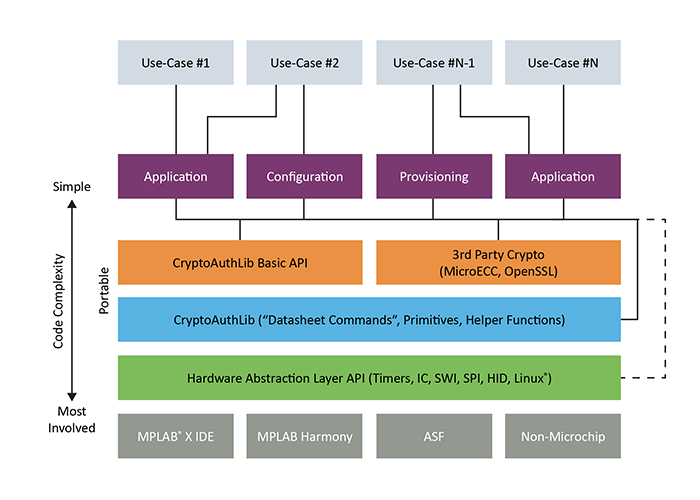 Use-Case #1
Use-Case #2
Use-Case #N-1
Use-Case #N
Application
Configuration
Provisioning
Application
Simple
Code Complexity
Most
Involved
Portable
CryptoAuthLib Basic API
3rd Party Crypto
(MicroECC, OpenSSL)
CryptoAuthLib (“Datasheet Commands”, Primitives, Helper Functions)
Hardware Abstraction Layer API (Timers, IC, SWI, SPI, HID, Linux®)
MPLAB® X IDE
MPLAB Harmony
ASF
Non-Microchip